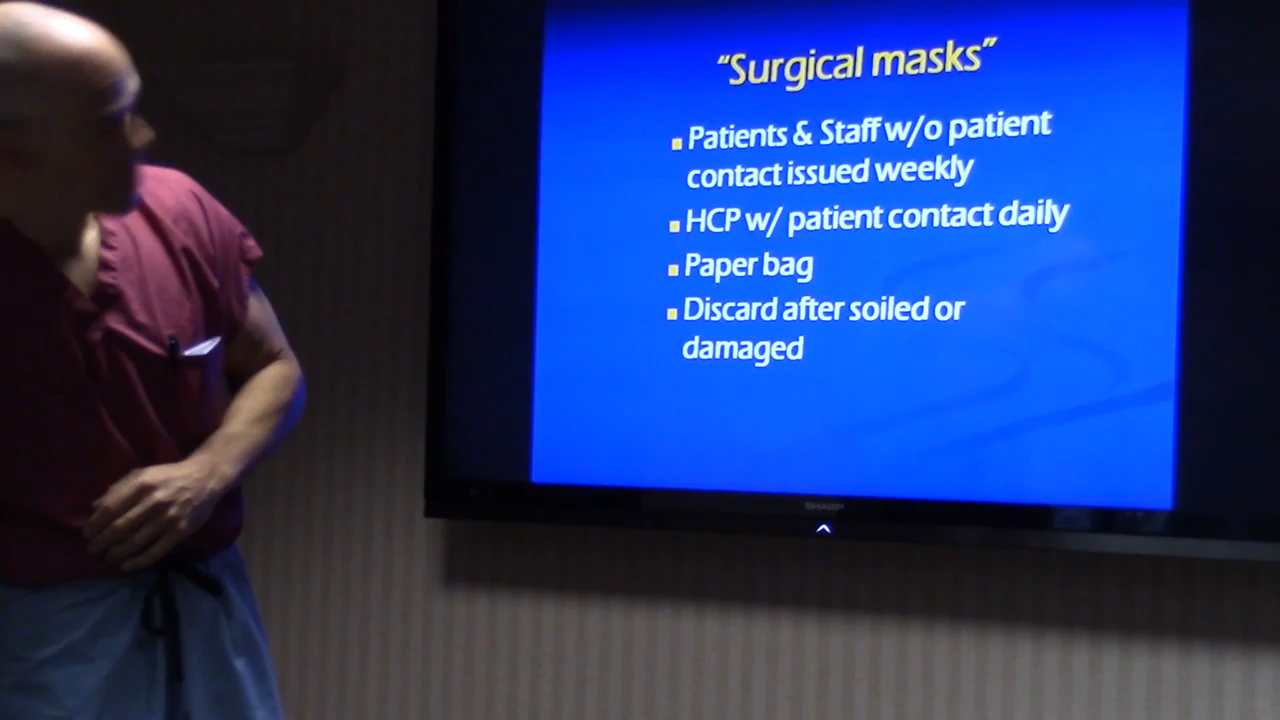 “Surgical masks”
Patients & Staff w/o patient
contact issued weekly
HCP w/ patient contact daily
Paper bag
Discard after soiled or
damaged
SHARP